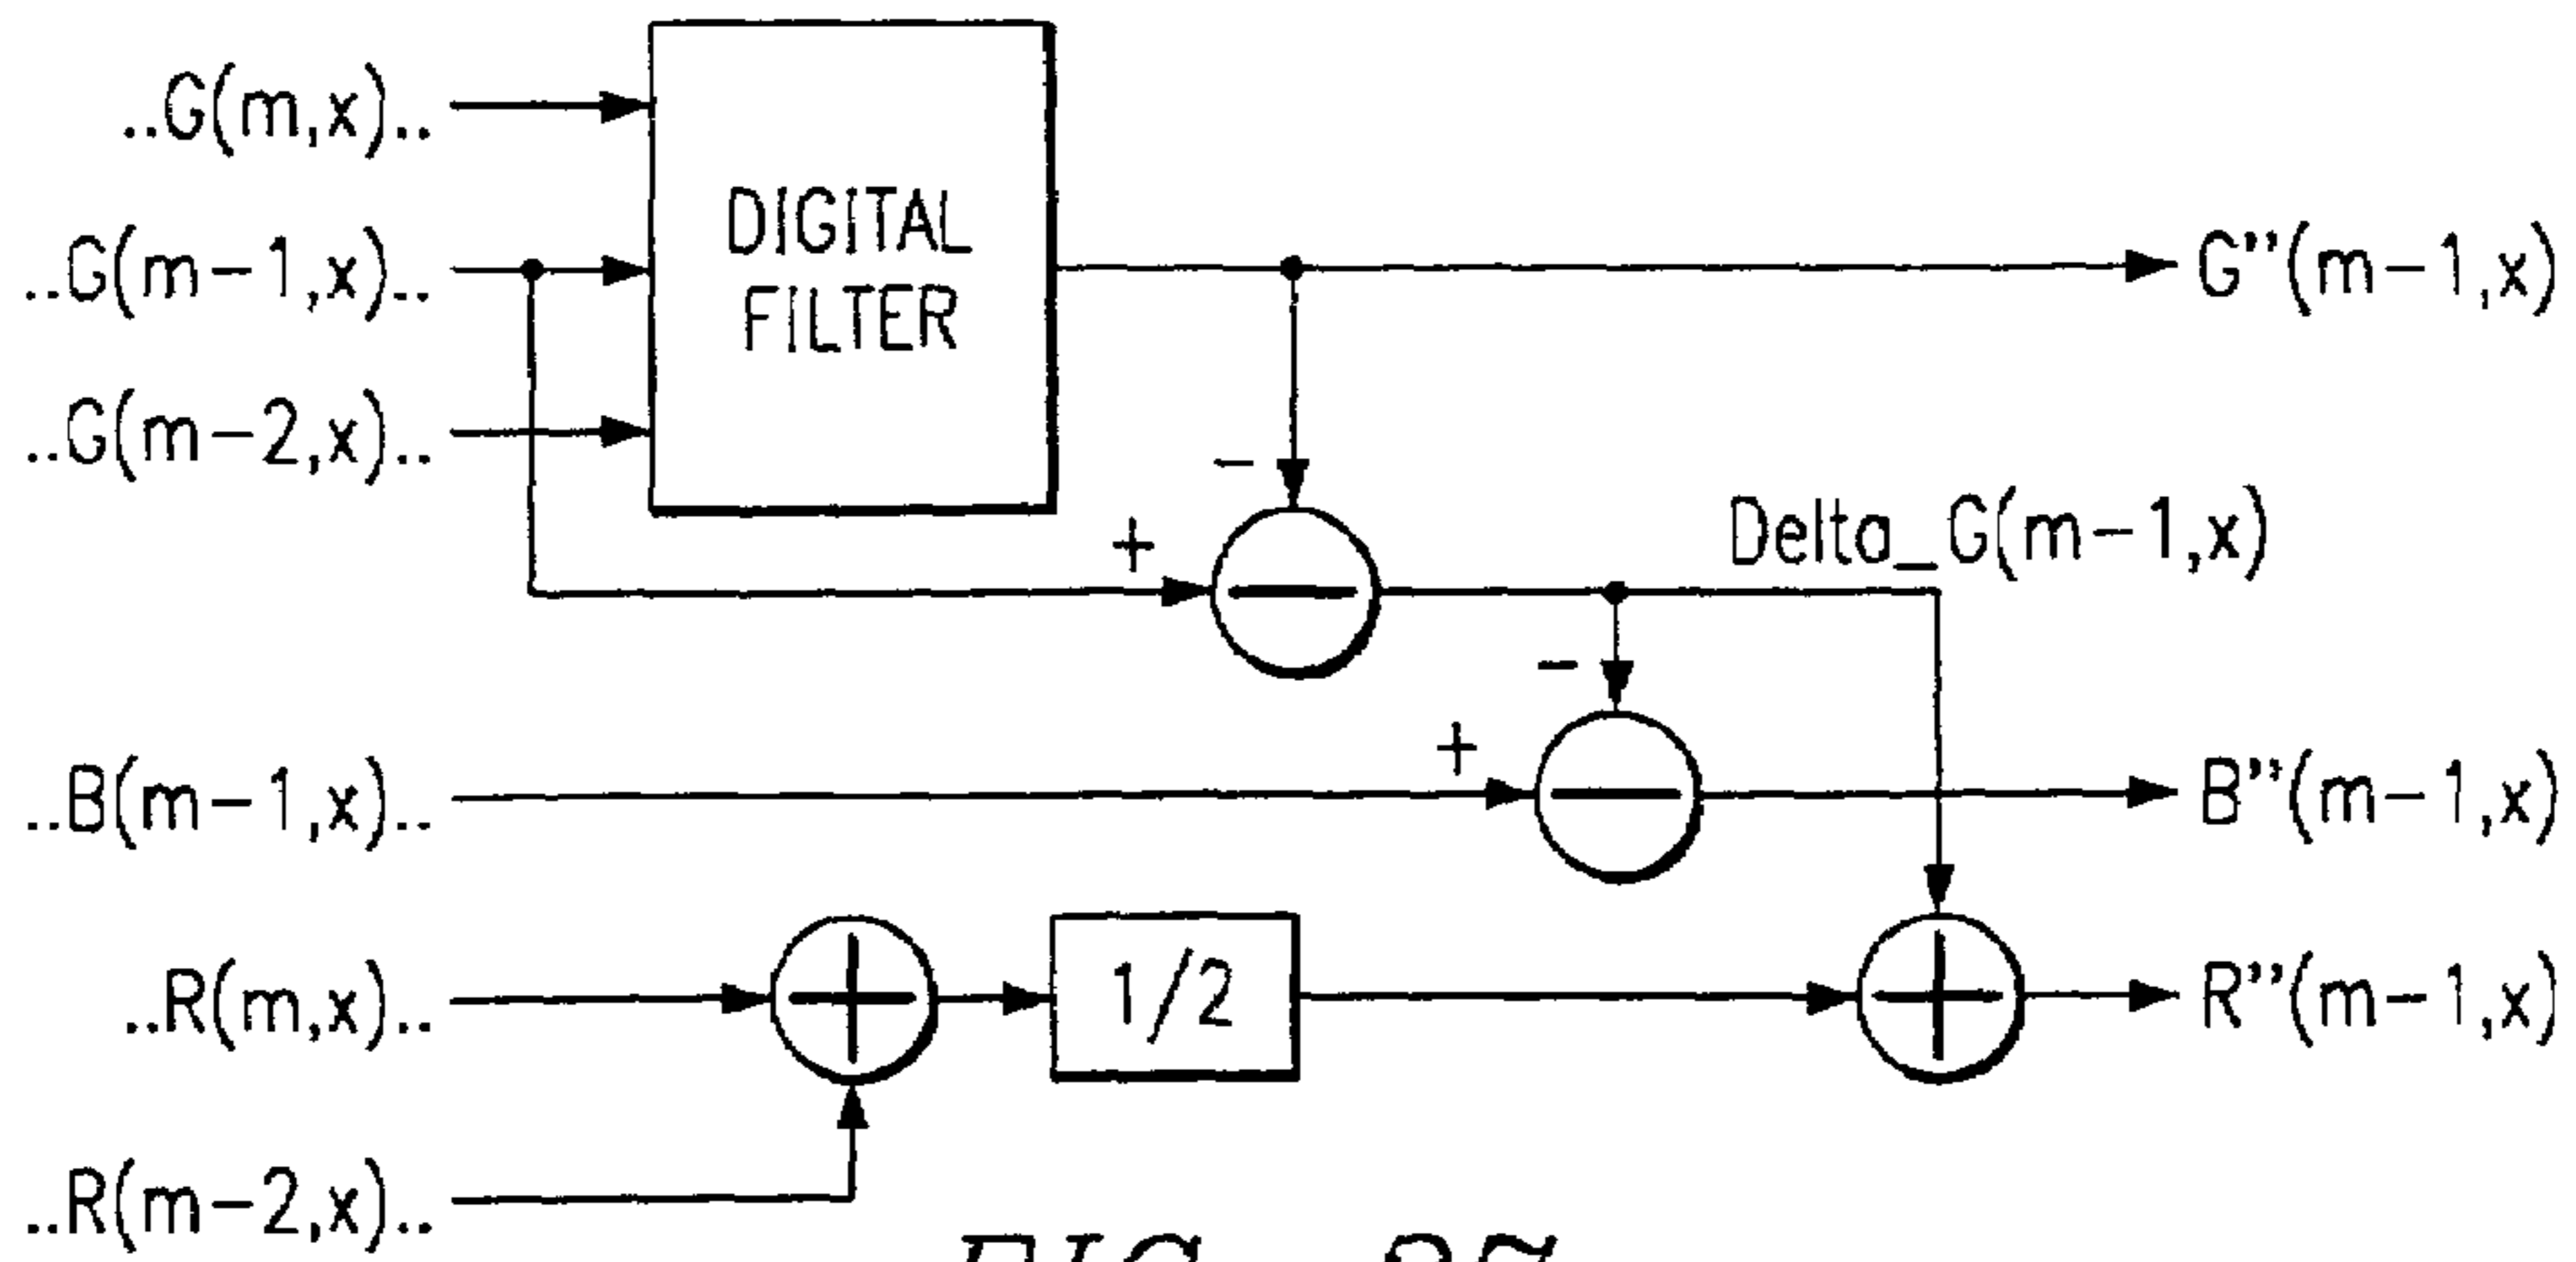 ..G(m,x)..
..G(m-1,x)..
..G(m-2,x)..
DIGITAL
FILTER
G''(m-1,x)
-
+
Delta_G(m-1,x)
-
+
..B(m-1,x)..
B''(m-1,x)
..R(m,x)..
1/2
R''(m-1,x)
..R(m-2,x)..